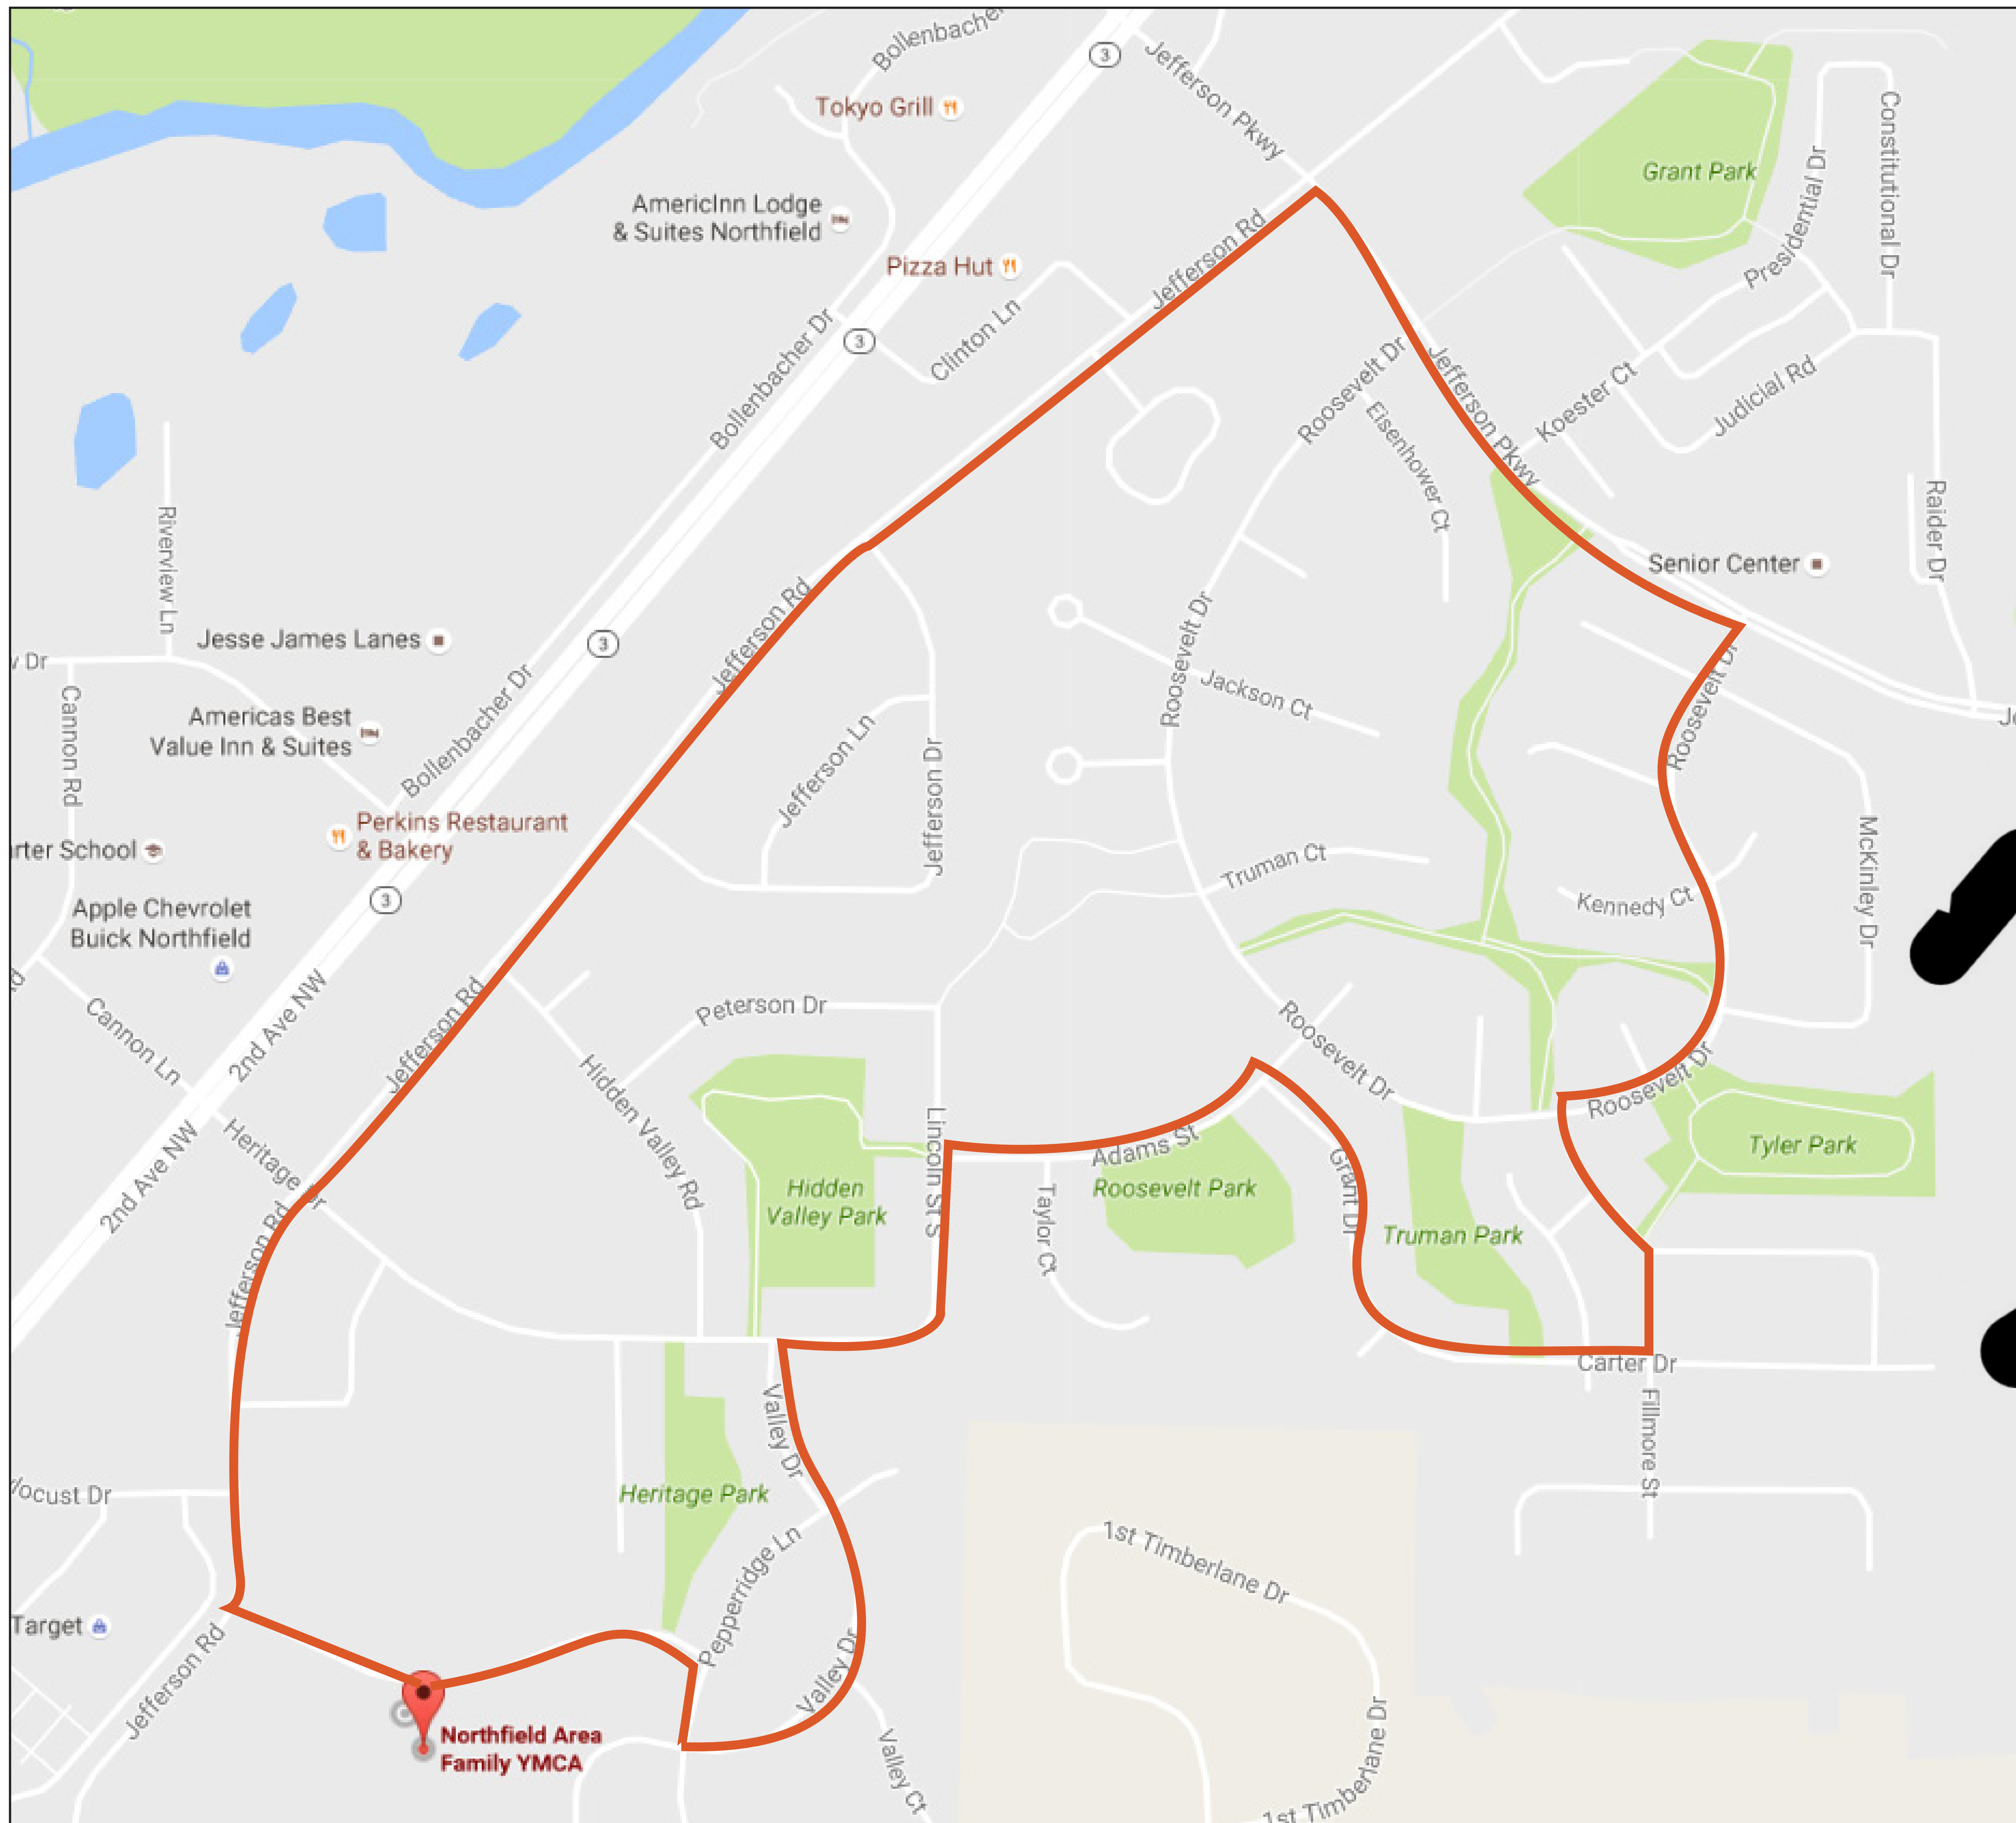 Bollenbacher
3
Jefferson Pkwy
Tokyo Grill
Constitutional Dr
Grant Park
Presidential Dr
AmericInn Lodge
& Suites Northfield
Pizza Hut
Jefferson Rd
Clinton Ln
3
Bollenbacher Dr
Roosevelt Dr
Jefferson Pkwy
Koester Ct
Judicial Rd
Eisenhower Ct
Raider Dr
Riverview Ln
Senior Center
Jefferson Rd
Roosevelt Dr
Jesse James Lanes
3
Dr
Cannon Rd
Bollenbacher Dr
Americas Best
Value Inn & Suites
Jackson Ct
Roosevelt Dr
Jefferson Ln
Jefferson Dr
Perkins Restaurant
& Bakery
rter School
Truman Ct
McKinley Dr
3
Kennedy Ct
Apple Chevrolet
Buick Northfield
2nd Ave NW
Jefferson Rd
Cannon Ln
Peterson Dr
Roosevelt Dr
Roosevelt Dr
Hidden Valley Rd
2nd Ave NW
Heritage Dr
Lincoln St S
Adams St
Tyler Park
Hidden
Valley Park
Roosevelt Park
Taylor Ct
Grant Dr
Truman Park
Jefferson Rd
Carter Dr
Valley Dr
Fillmore St
Heritage Park
ocust Dr
Pepperridge Ln
1st Timberlane Dr
Target
Jefferson Rd
Valley Dr
Northfield Area
Family YMCA
Valley Ct
1st Timberlane Dr
1st Timberlane